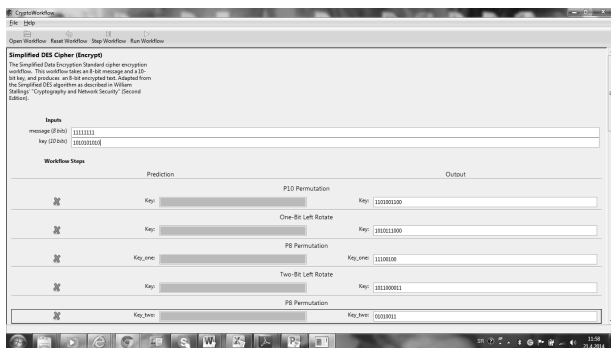 CryptoWorkflow
File Help
Open Workflow Reset Workflow Step Workflow Run Workflow
Simplified DES Cipher (Encrypt)
The Simplified Data Encryption Standard cipher encryption
workflow. This workflow takes an 8-bit message and a 10-
bit key, and produces an 8-bit encrypted text. Adapted from
the Simplified DES algorithm as described in William
Stallings' "Cryptography and Network Security" (Second
Edition).
Inputs
message (8 bits) 11111111
key (10 bits) 1010101010
Workflow Steps
Prediction Output
P10 Permutation
Key: Key: 1101001100
One-Bit Left Rotate
Key: Key: 1010111000
P8 Permutation
Key_one: Key_one: 11100100
Two-Bit Left Rotate
Key: Key: 1011000011
P8 Permutation
Key_two: Key_two: 01010011
SR 11:58
21.4.2014